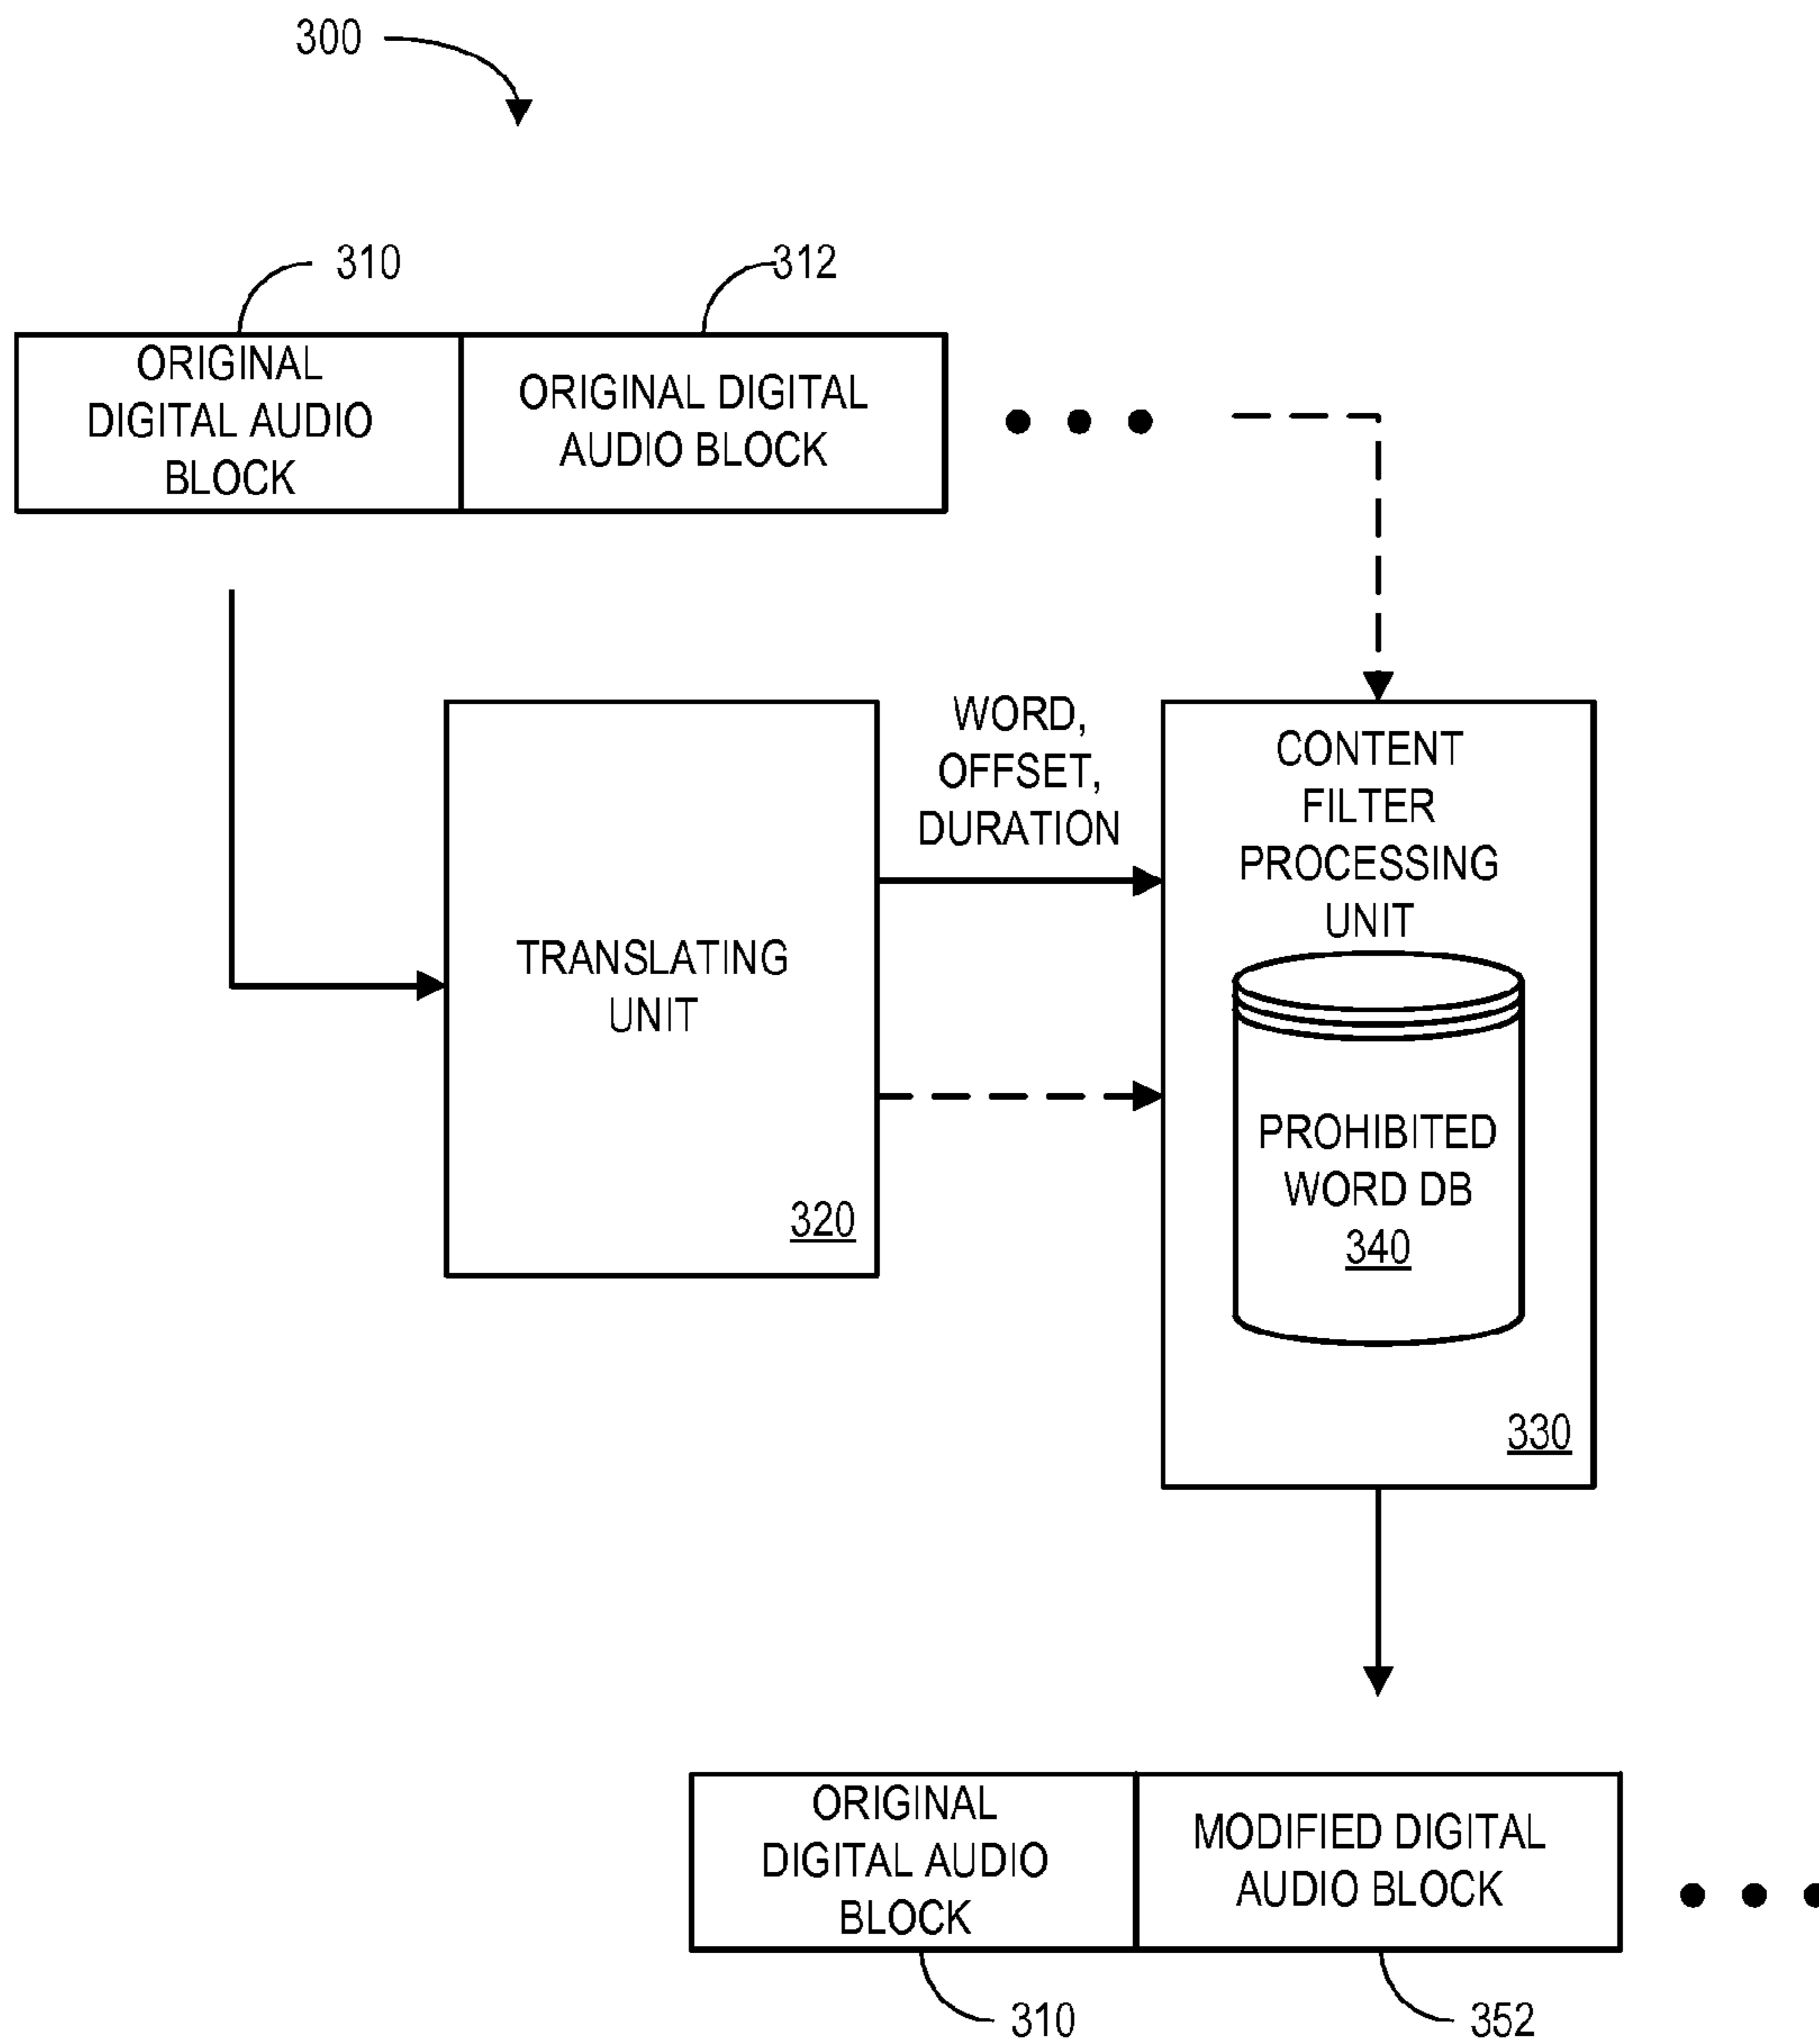 300
310
312
ORIGINAL
DIGITAL AUDIO
BLOCK
ORIGINAL DIGITAL
AUDIO BLOCK
WORD,
OFFSET,
DURATION
CONTENT
FILTER
PROCESSING
UNIT
TRANSLATING
UNIT
320
PROHIBITED
WORD DB
340
330
ORIGINAL
DIGITAL AUDIO
BLOCK
MODIFIED DIGITAL
AUDIO BLOCK
310
352